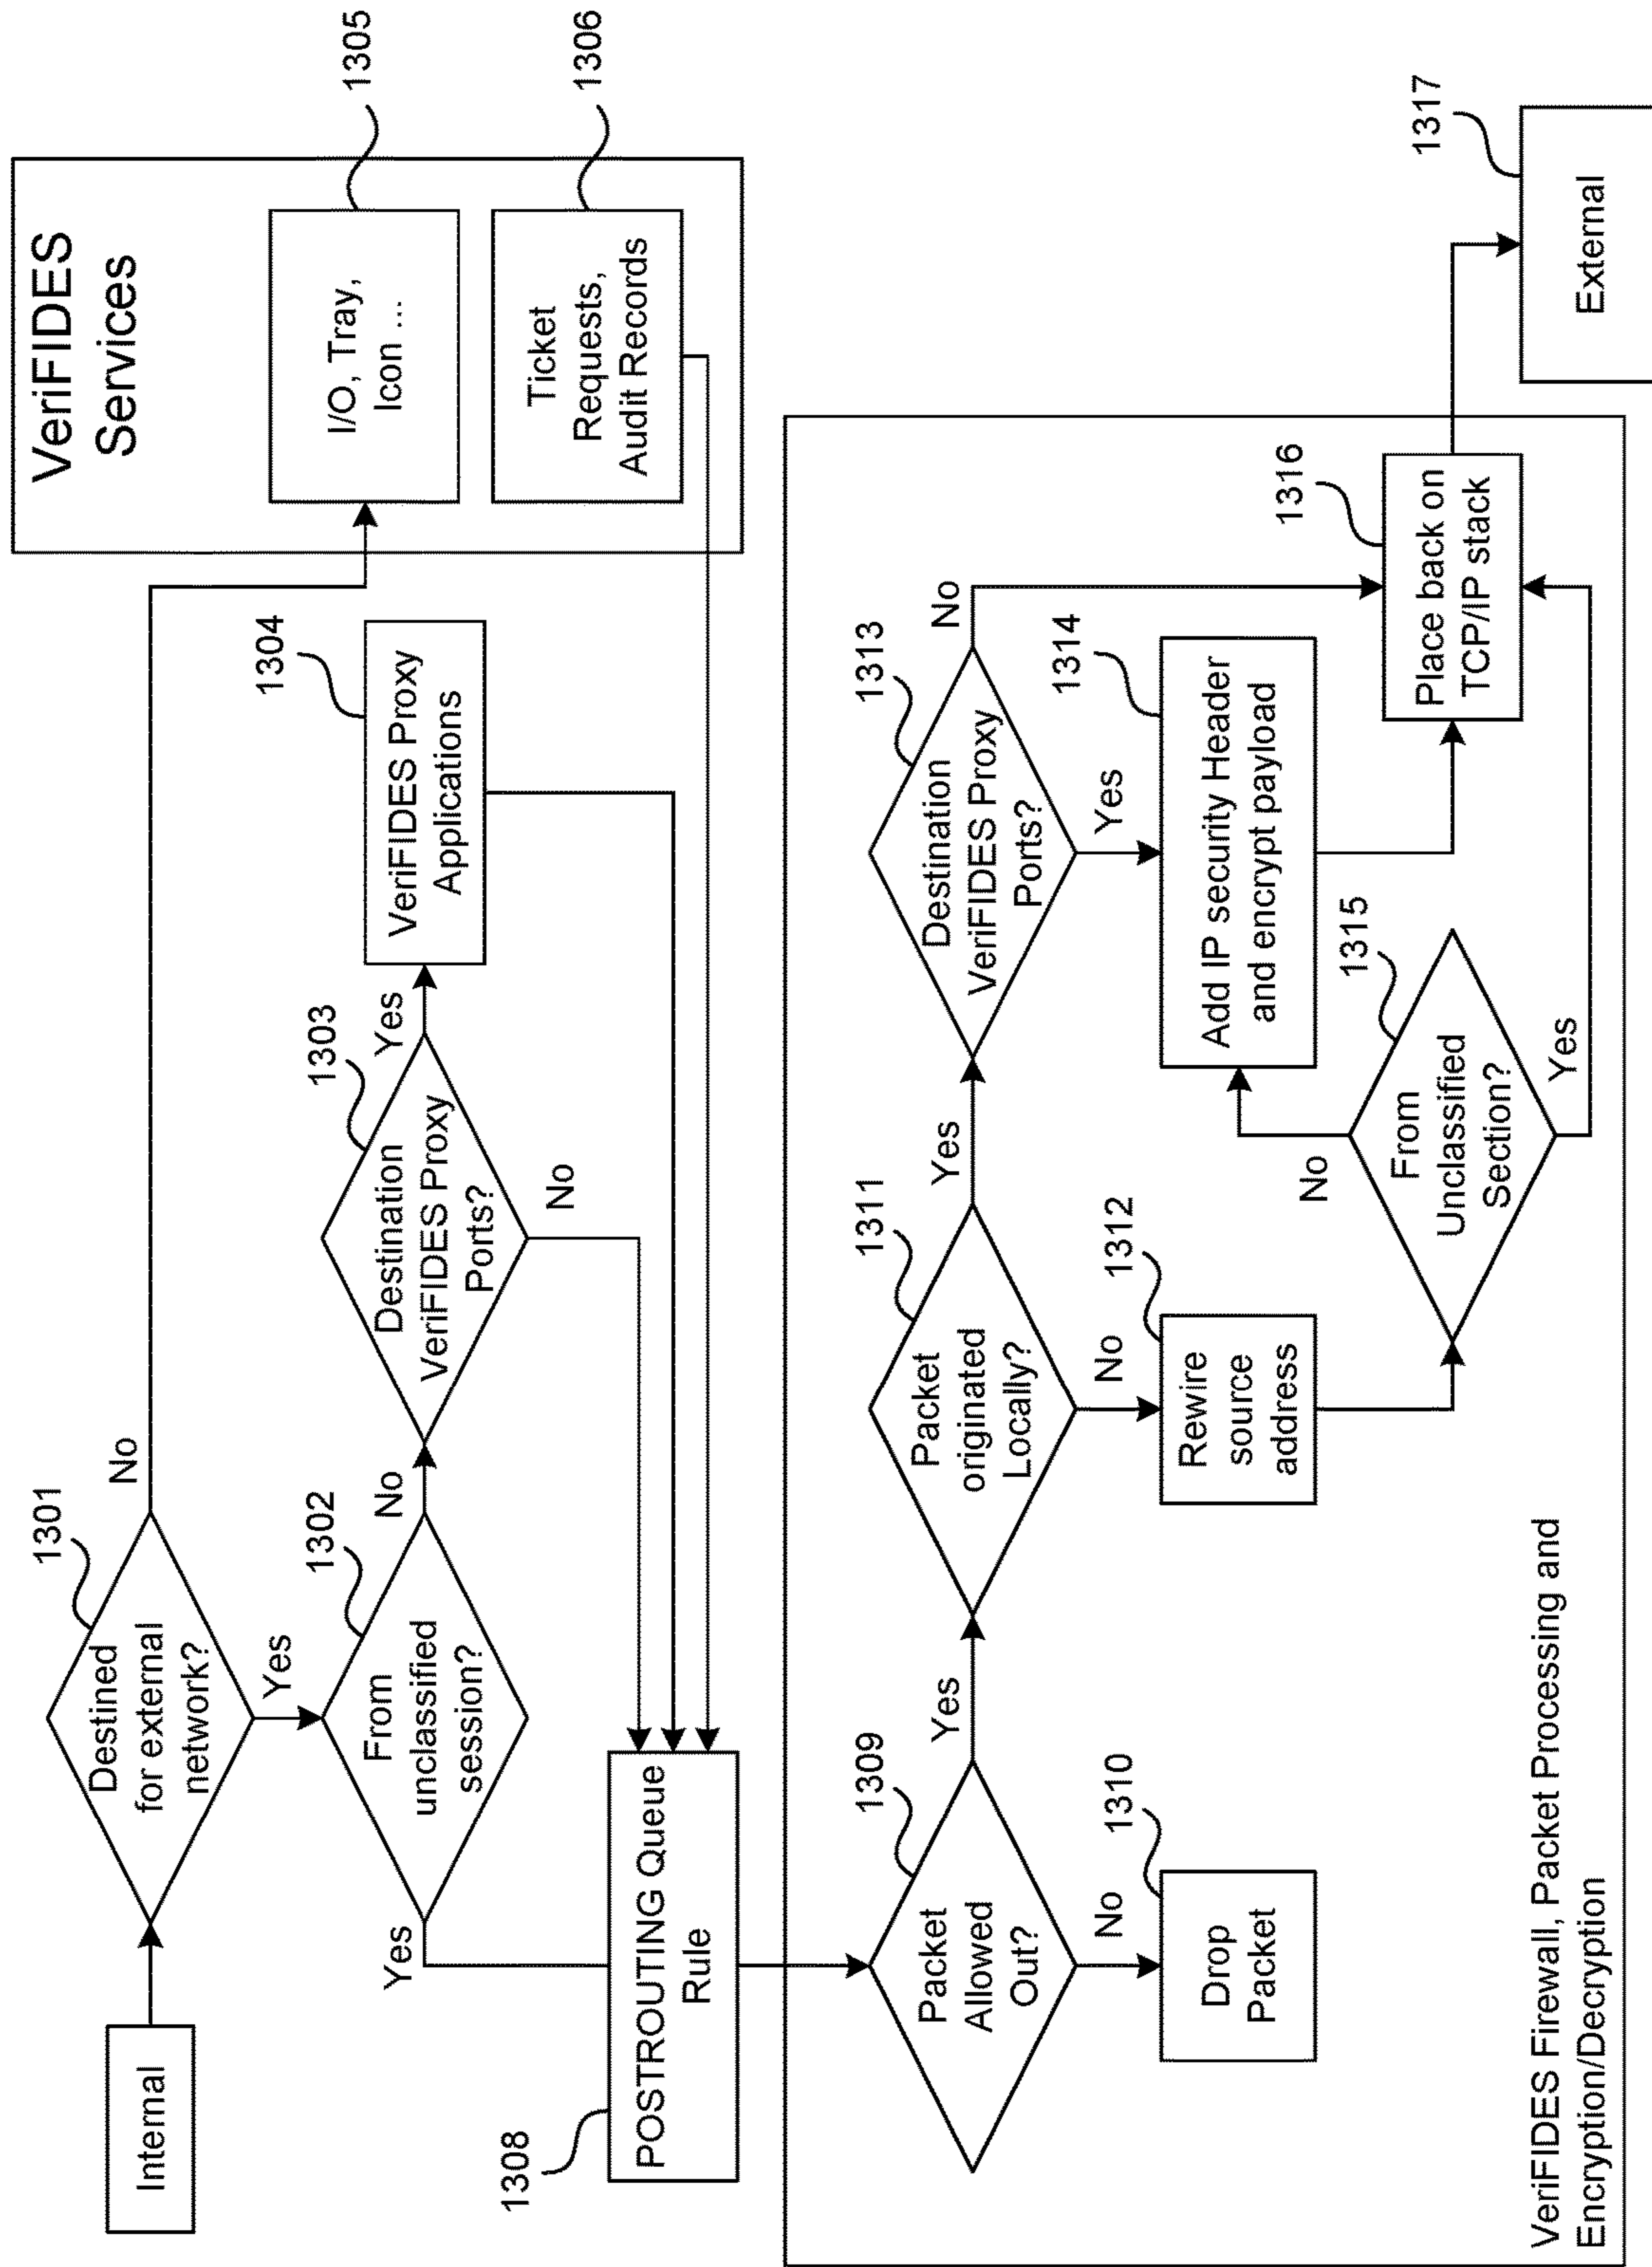 VeriFIDES
Services
Internal
1301
Destined
for external
network?
No
Yes
I/O, Tray,
Icon ...
1305
1302
From
unclassified
session?
No
Yes
1303
Destination
VeriFIDES Proxy
Ports?
Yes
No
1304
VeriFIDES Proxy
Applications
Ticket
Requests,
Audit Records
1306
1308
POSTROUTING Queue
Rule
1309
Packet
Allowed
Out?
Yes
No
1310
Drop
Packet
1311
Packet
originated
Locally?
Yes
No
1312
Rewire
source
address
1313
Destination
VeriFIDES Proxy
Ports?
No
Yes
1314
Add IP security Header
and encrypt payload
1315
From
Unclassified
Section?
No
Yes
1316
Place back on
TCP/IP stack
1317
External
VeriFIDES Firewall, Packet Processing and
Encryption/Decryption